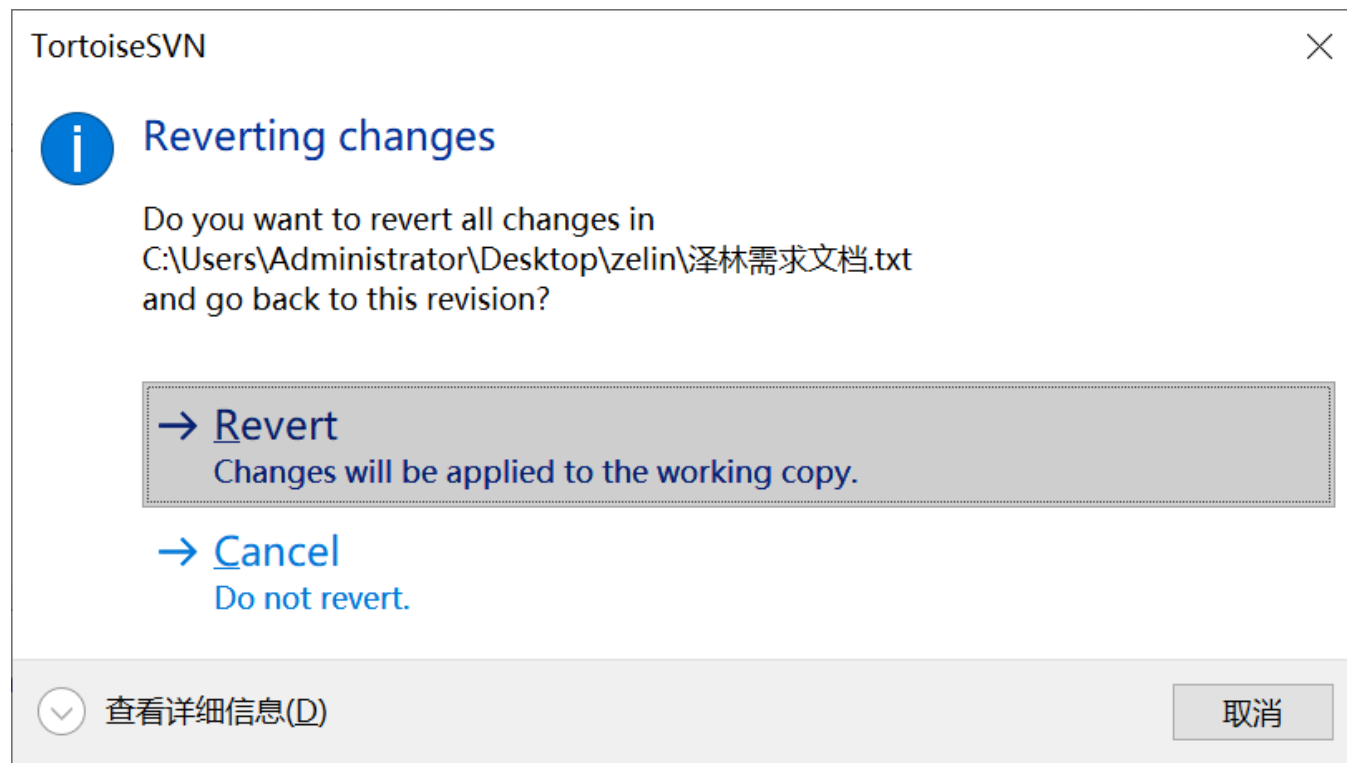 TortoiseSVN
Reverting changes
Do you want to revert all changes in
C:\Users\Administrator\Desktop\zelin\泽林需求文档.txt
and go back to this revision?
Revert
Changes will be applied to the working copy.
Cancel
Do not revert.
查看详细信息(D)
取消